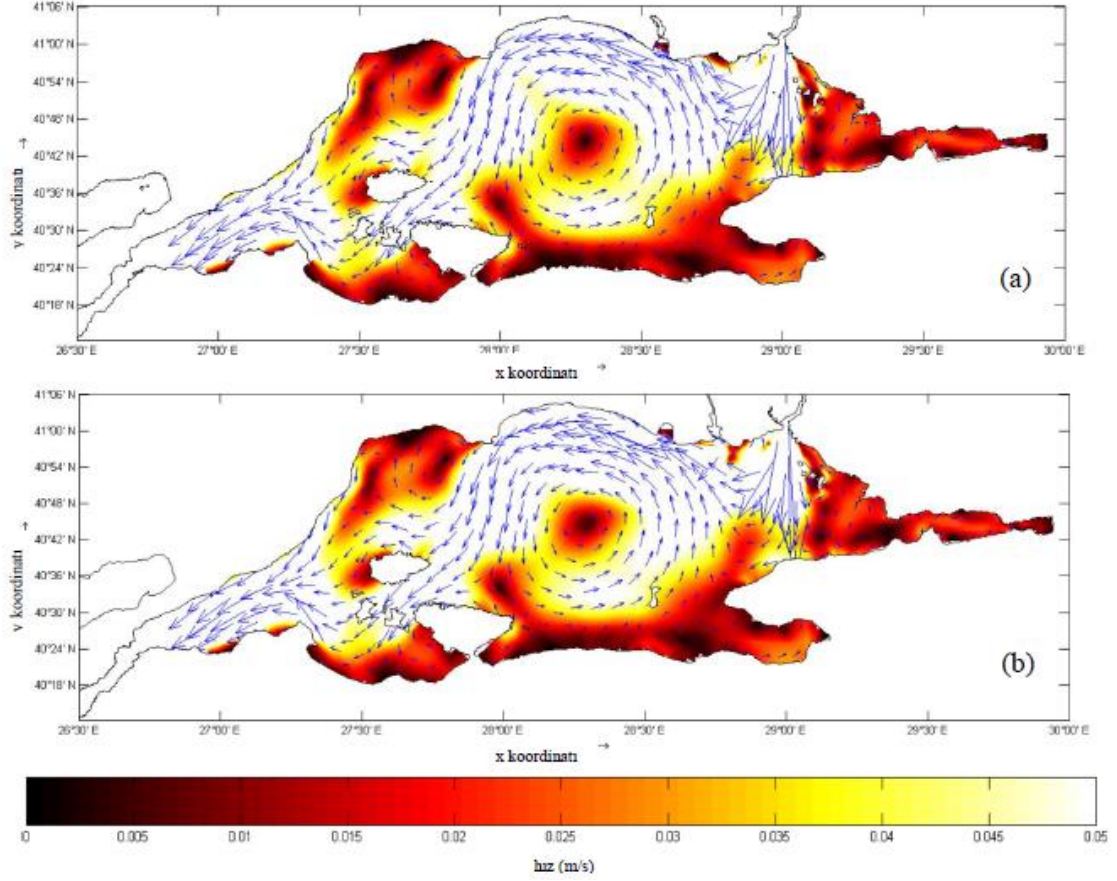 41°06' N
41°00' N
40°54' N
40°48' N
40°42' N
40°36' N
40°30' N
40°24' N
40°18' N
y koordinatı
(a)
26°30' E
27°00' E
27°30' E
28°00' E
28°30' E
29°00' E
29°30' E
30°00' E
x koordinatı
41°06' N
41°00' N
40°54' N
40°48' N
40°42' N
40°36' N
40°30' N
40°24' N
40°18' N
y koordinatı
(b)
26°30' E
27°00' E
27°30' E
28°00' E
28°30' E
29°00' E
29°30' E
30°00' E
x koordinatı
0
0.005
0.01
0.015
0.02
0.025
0.03
0.035
0.04
0.045
0.05
hız (m/s)